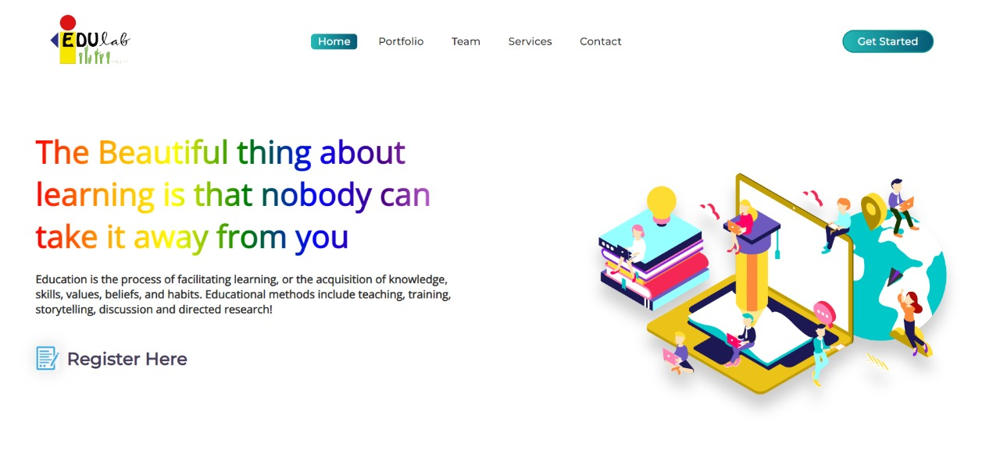 EDUlab
Home
Portfolio
Team
Services
Contact
Get Started
The Beautiful thing about
learning is that nobody can
take it away from you
Education is the process of facilitating learning, or the acquisition of knowledge,
skills, values, beliefs, and habits. Educational methods include teaching, training,
storytelling, discussion and directed research!
Register Here